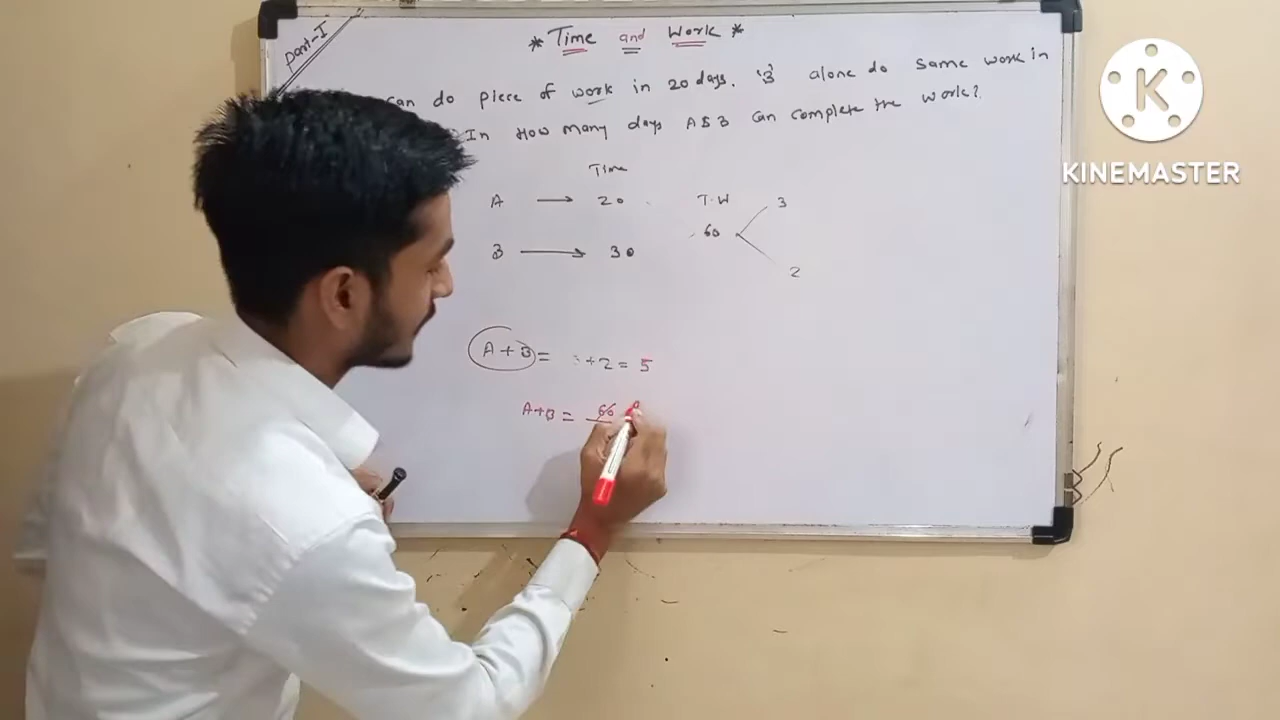 Part-I
* Time and Work *
can do piece of work in 20 days. 'B' alone do same work in
In How many days A & B can complete the work?
Time
A → 20 T.W 3
60
B → 30 2
A+B = +2 = 5
A+B = 60
K
KINEMASTER